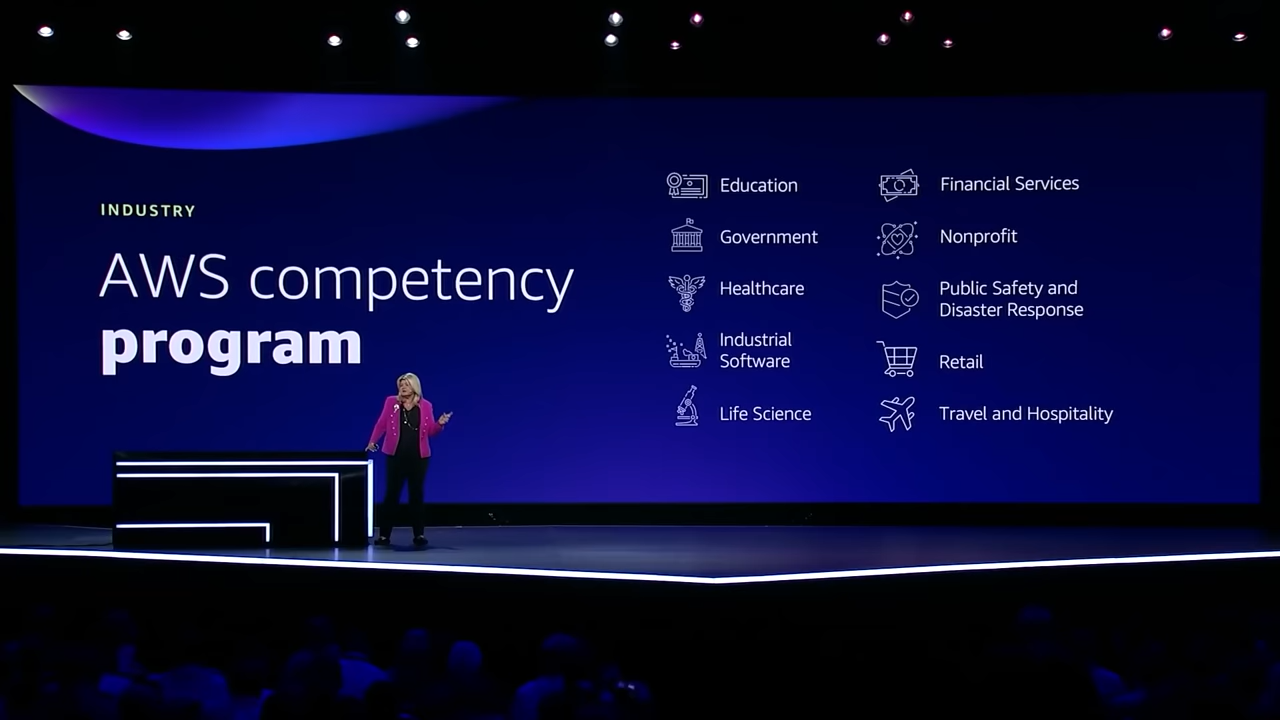 INDUSTRY
AWS competency
program
Education
Government
Healthcare
Industrial
Software
Life Science
Financial Services
Nonprofit
Public Safety and
Disaster Response
Retail
Travel and Hospitality